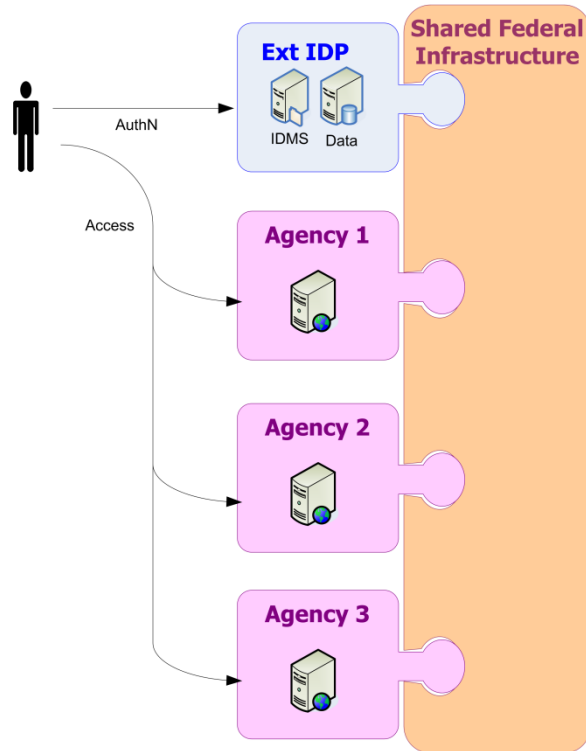 Shared Federal
Infrastructure
Ext IDP
IDMS
Data
AuthN
Access
Agency 1
Agency 2
Agency 3